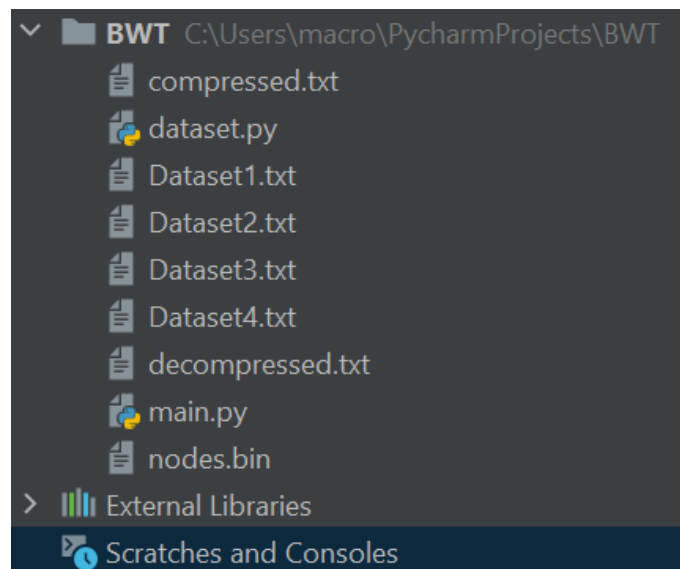 BWT C:\Users\macro\PycharmProjects\BWT
compressed.txt
dataset.py
Dataset1.txt
Dataset2.txt
Dataset3.txt
Dataset4.txt
decompressed.txt
main.py
nodes.bin
External Libraries
Scratches and Consoles